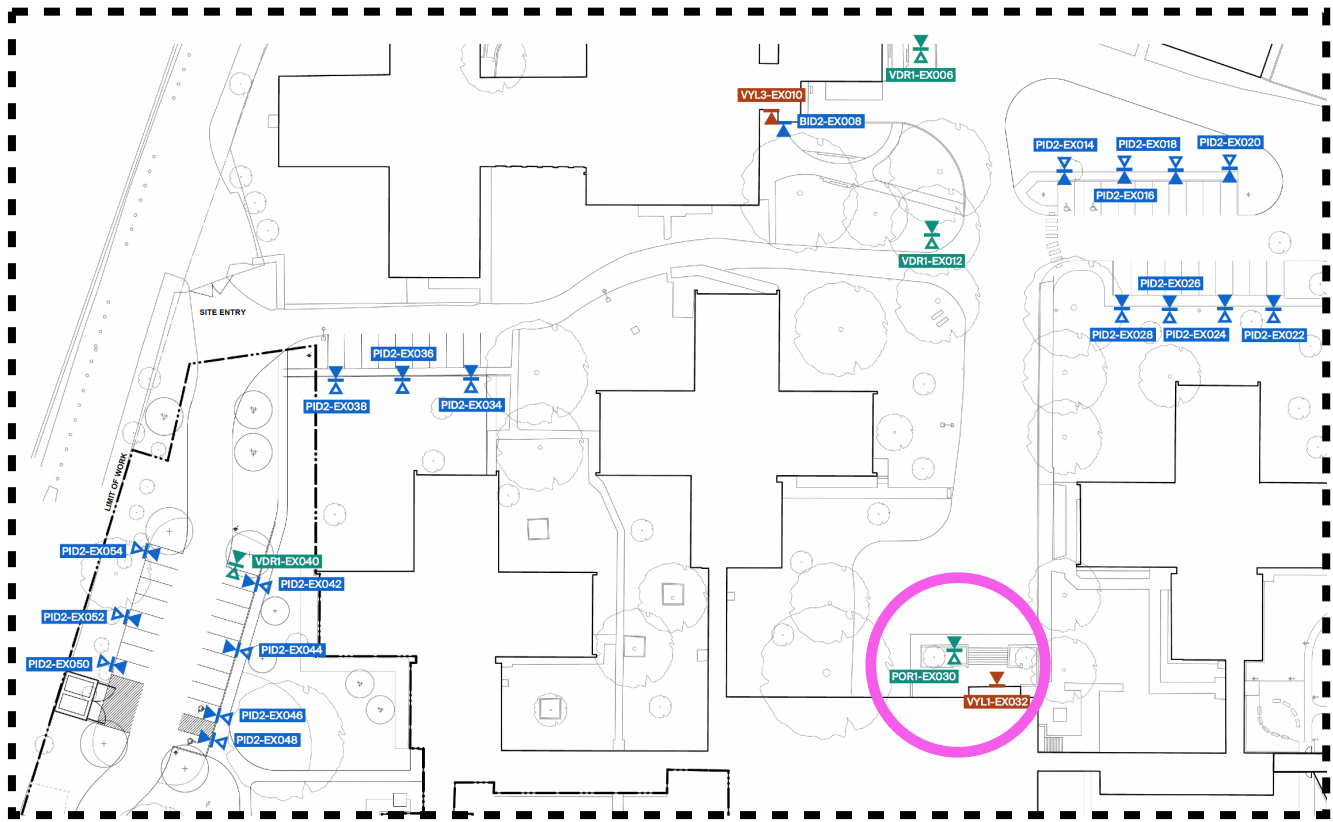 VDR1-EX006
VYL3-EX010
BID2-EX008
PID2-EX014
PID2-EX018
PID2-EX020
PID2-EX016
VDR1-EX012
SITE ENTRY
PID2-EX026
PID2-EX028
PID2-EX024
PID2-EX022
PID2-EX036
PID2-EX038
PID2-EX034
LIMIT OF WORK
PID2-EX054
VDR1-EX040
PID2-EX042
PID2-EX052
PID2-EX044
PID2-EX050
POR1-EX030
VYL1-EX032
PID2-EX046
PID2-EX048